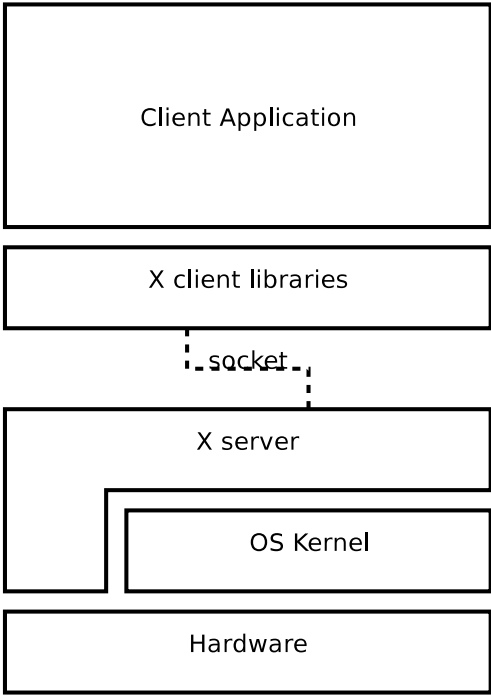 Client Application
X client libraries
socket
X server
OS Kernel
Hardware